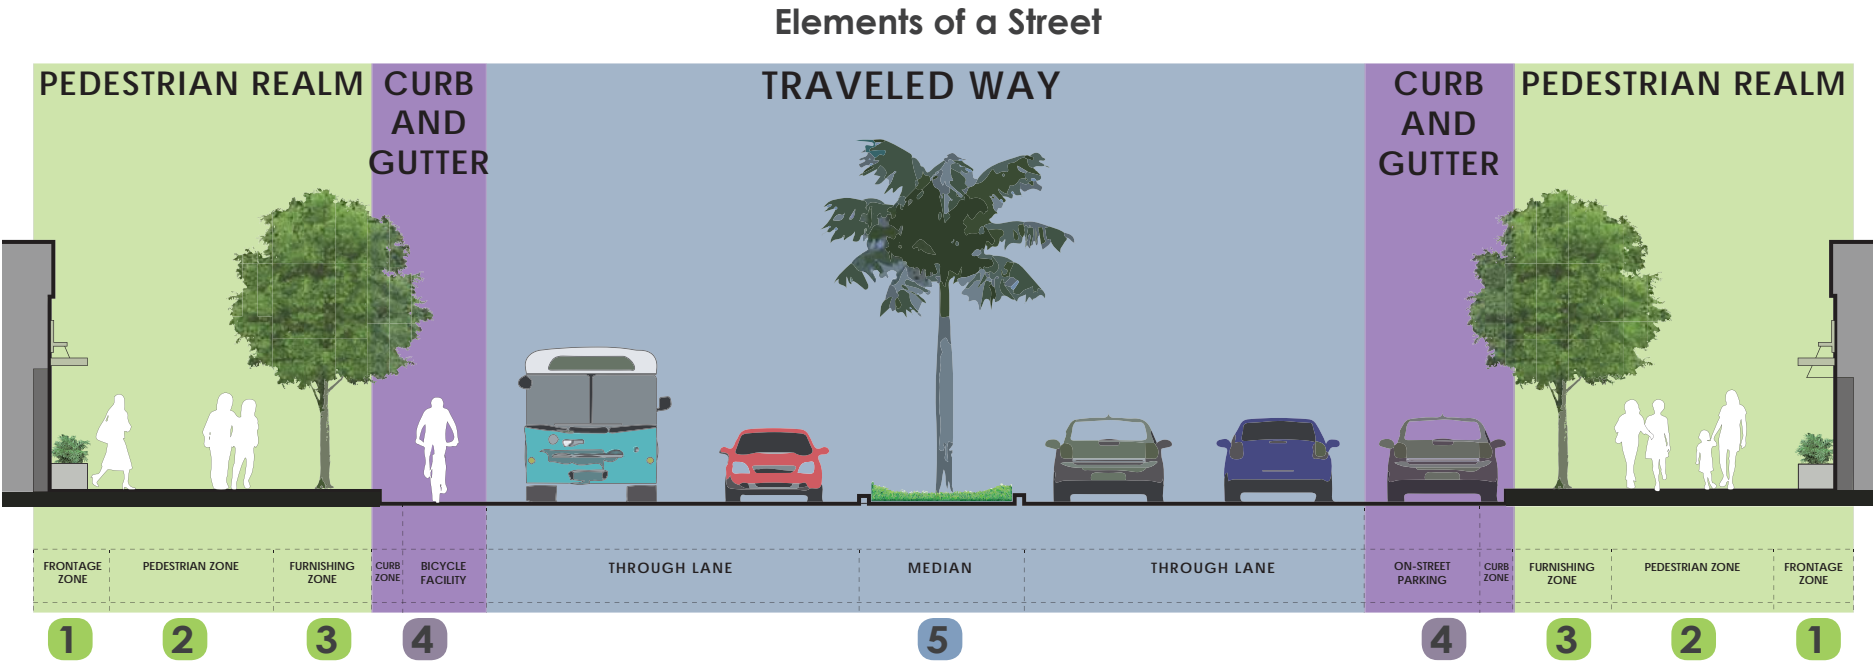 Elements of a Street
PEDESTRIAN REALM
CURB
AND
GUTTER
TRAVELED WAY
CURB
AND
GUTTER
PEDESTRIAN REALM
FRONTAGE
ZONE
PEDESTRIAN ZONE
FURNISHING
ZONE
CURB
ZONE
BICYCLE
FACILITY
THROUGH LANE
MEDIAN
THROUGH LANE
ON-STREET
PARKING
CURB
ZONE
FURNISHING
ZONE
PEDESTRIAN ZONE
FRONTAGE
ZONE
1
2
3
4
5
4
3
2
1